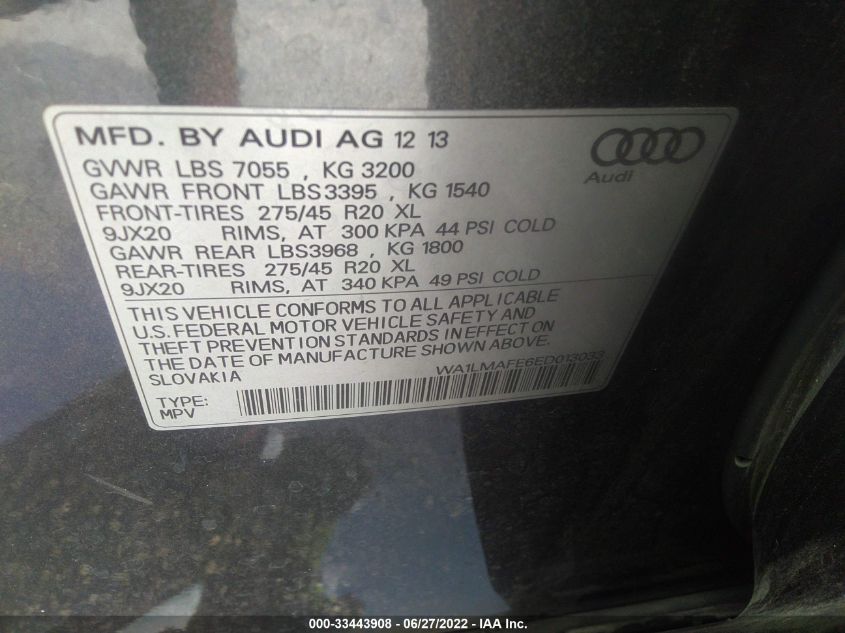 MFD. BY AUDI AG 12 13
GVWR LBS 7055 , KG 3200
GAWR FRONT LBS3395 , KG 1540
FRONT-TIRES 275/45 R20 XL
9JX20 RIMS, AT 300 KPA 44 PSI COLD
GAWR REAR LBS3968 , KG 1800
REAR-TIRES 275/45 R20 XL
9JX20 RIMS, AT 340 KPA 49 PSI COLD
THIS VEHICLE CONFORMS TO ALL APPLICABLE
U.S. FEDERAL MOTOR VEHICLE SAFETY AND
THEFT PREVENTION STANDARDS IN EFFECT ON
THE DATE OF MANUFACTURE SHOWN ABOVE.
SLOVAKIA
WA1LMAFE6ED013033
TYPE:
MPV
Audi
000-33443908 - 06/27/2022 - IAA Inc.